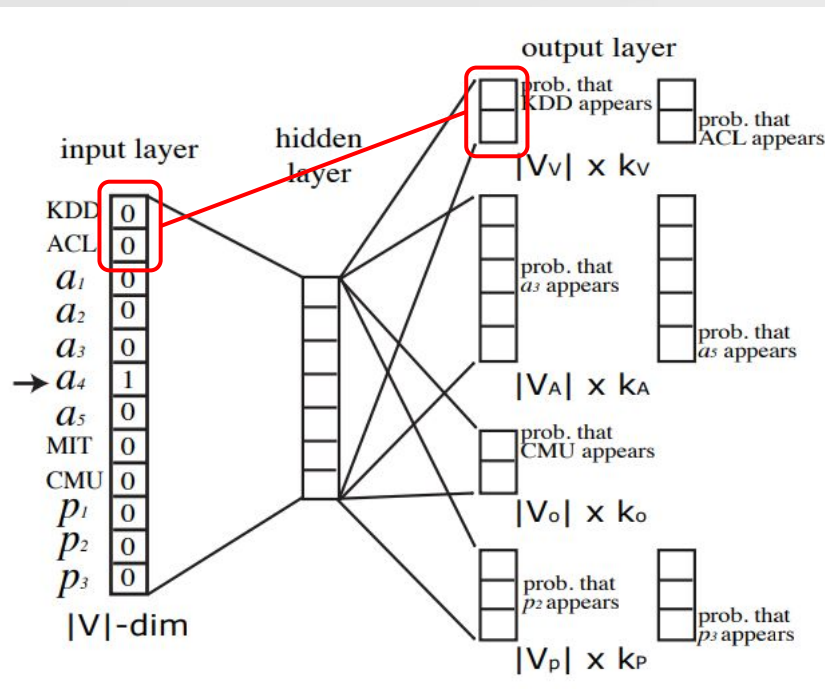 output layer
prob. that
KDD appears
prob. that
ACL appears
|Vv| x kv
input layer
hidden
layer
KDD 0
ACL 0
a1 0
a2 0
a3 0
a4 1
a5 0
MIT 0
CMU 0
p1 0
p2 0
p3 0
|V|-dim
prob. that
a3 appears
prob. that
a5 appears
|VA| x kA
prob. that
CMU appears
|Vo| x ko
prob. that
p2 appears
prob. that
p3 appears
|Vp| x kP